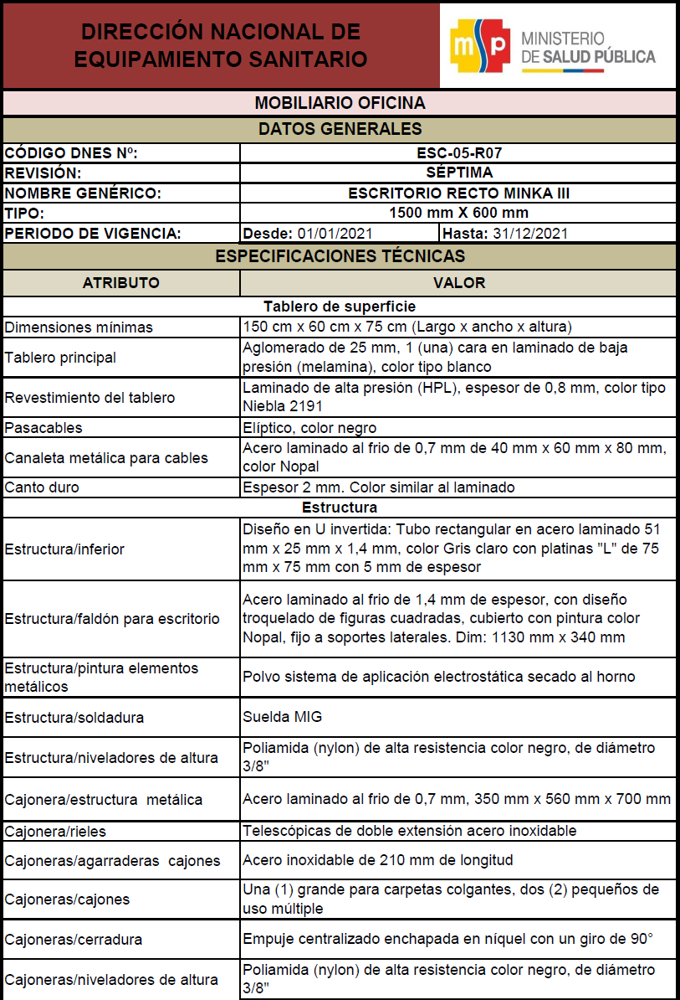 DIRECCIÓN NACIONAL DE
EQUIPAMIENTO SANITARIO
msp
MINISTERIO
DE SALUD PÚBLICA
MOBILIARIO OFICINA
DATOS GENERALES
CÓDIGO DNES Nº: ESC-05-R07
REVISIÓN: SÉPTIMA
NOMBRE GENÉRICO: ESCRITORIO RECTO MINKA III
TIPO: 1500 mm X 600 mm
PERIODO DE VIGENCIA: Desde: 01/01/2021 Hasta: 31/12/2021
ESPECIFICACIONES TÉCNICAS
ATRIBUTO VALOR
Tablero de superficie
Dimensiones mínimas 150 cm x 60 cm x 75 cm (Largo x ancho x altura)
Tablero principal
Aglomerado de 25 mm, 1 (una) cara en laminado de baja
presión (melamina), color tipo blanco
Revestimiento del tablero
Laminado de alta presión (HPL), espesor de 0,8 mm, color tipo
Niebla 2191
Pasacables Elíptico, color negro
Canaleta metálica para cables
Acero laminado al frio de 0,7 mm de 40 mm x 60 mm x 80 mm,
color Nopal
Canto duro Espesor 2 mm. Color similar al laminado
Estructura
Estructura/inferior
Diseño en U invertida: Tubo rectangular en acero laminado 51
mm x 25 mm x 1,4 mm, color Gris claro con platinas "L" de 75
mm x 75 mm con 5 mm de espesor
Estructura/faldón para escritorio
Acero laminado al frio de 1,4 mm de espesor, con diseño
troquelado de figuras cuadradas, cubierto con pintura color
Nopal, fijo a soportes laterales. Dim: 1130 mm x 340 mm
Estructura/pintura elementos
metálicos
Polvo sistema de aplicación electrostática secado al horno
Estructura/soldadura Suelda MIG
Estructura/niveladores de altura
Poliamida (nylon) de alta resistencia color negro, de diámetro
3/8"
Cajonera/estructura metálica Acero laminado al frio de 0,7 mm, 350 mm x 560 mm x 700 mm
Cajonera/rieles Telescópicas de doble extensión acero inoxidable
Cajoneras/agarraderas cajones Acero inoxidable de 210 mm de longitud
Cajoneras/cajones
Una (1) grande para carpetas colgantes, dos (2) pequeños de
uso múltiple
Cajoneras/cerradura Empuje centralizado enchapada en níquel con un giro de 90°
Cajoneras/niveladores de altura
Poliamida (nylon) de alta resistencia color negro, de diámetro
3/8"